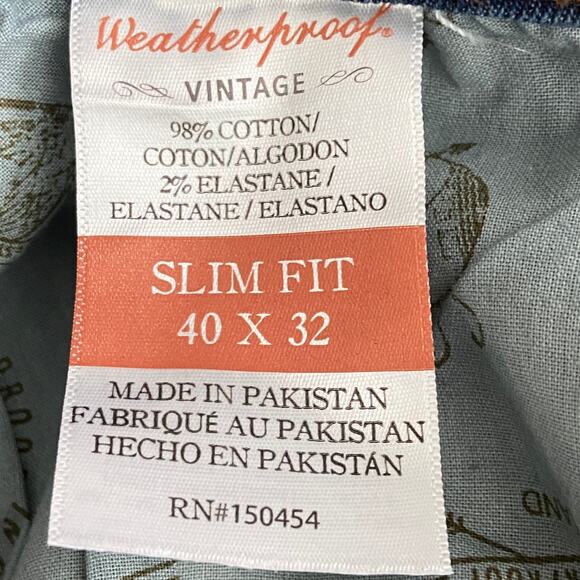 Weatherproof®
VINTAGE
98% COTTON/
COTON/ALGODON
2% ELASTANE /
ELASTANE / ELASTANO
SLIM FIT
40 X 32
MADE IN PAKISTAN
FABRIQUÉ AU PAKISTAN
HECHO EN PAKISTÁN
RN#150454